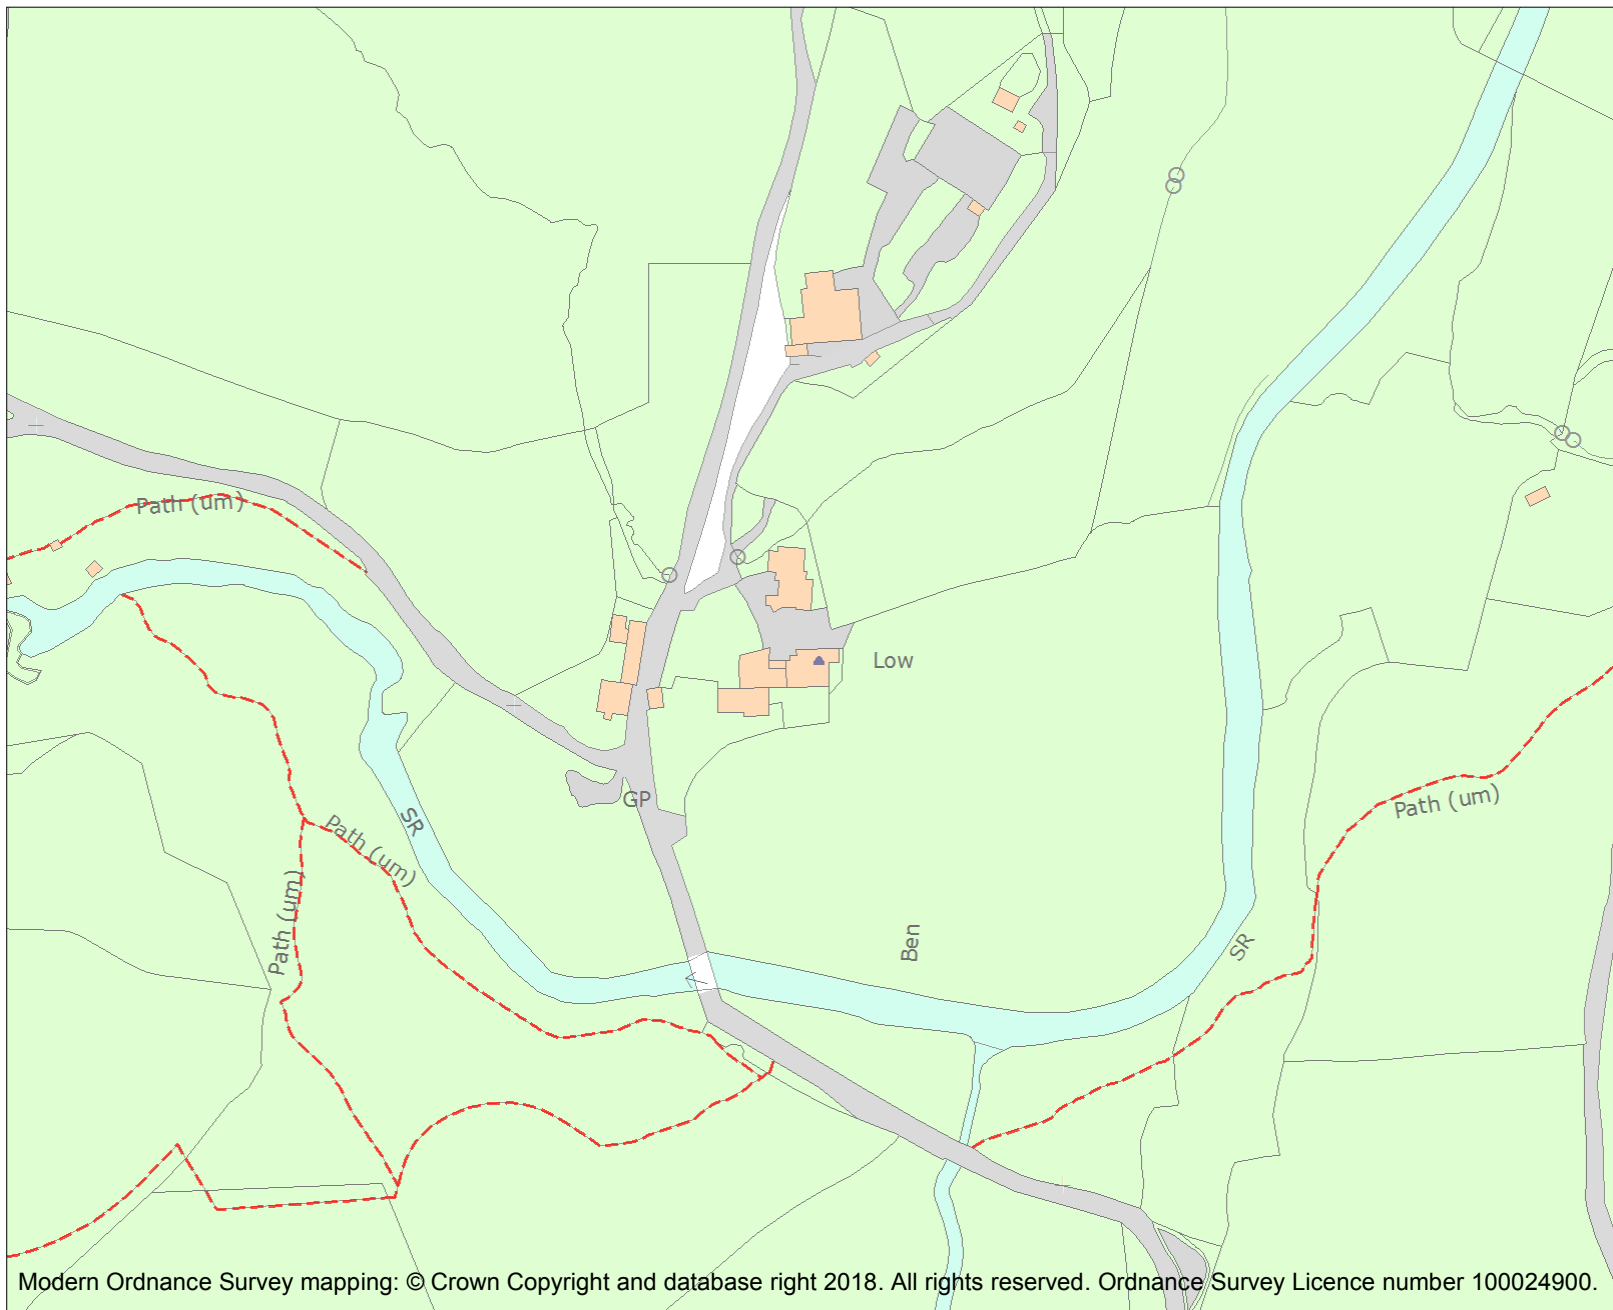 Path (um)
Low
GP
SR
Path (um)
Path (um)
Path (um)
Ben
SR
Modern Ordnance Survey mapping: © Crown Copyright and database right 2018. All rights reserved. Ordnance Survey Licence number 100024900.